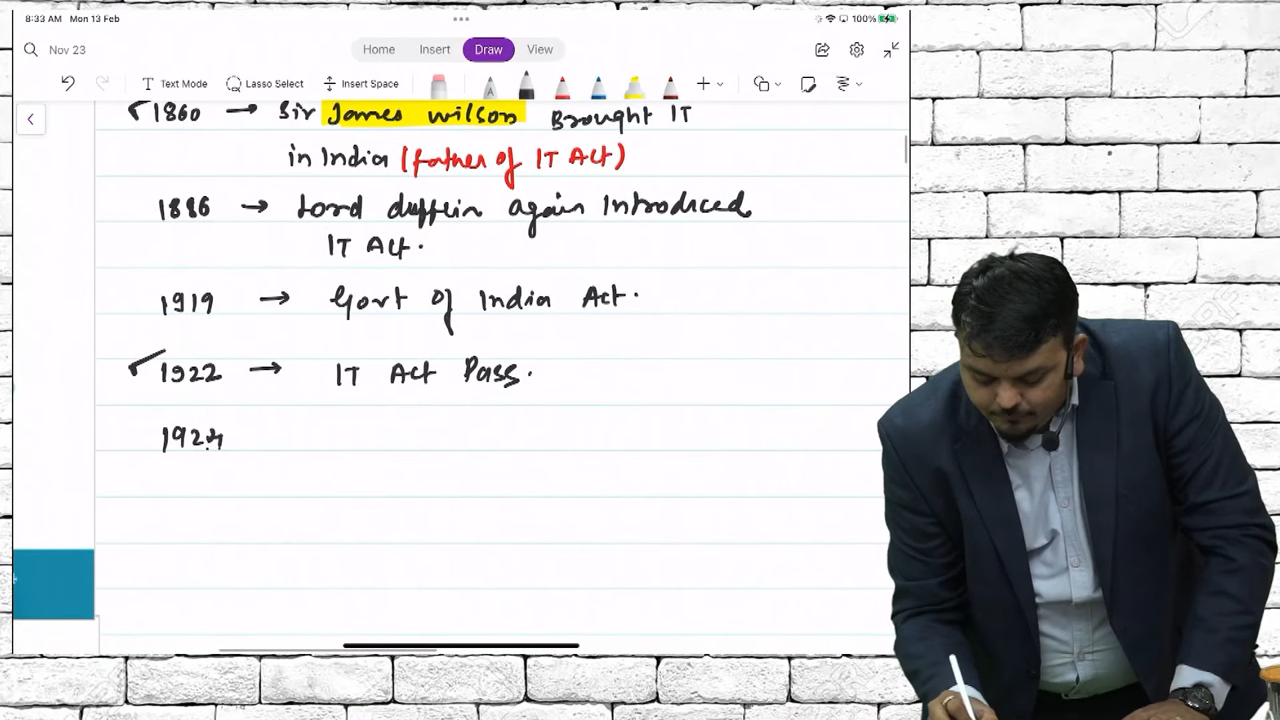 8:33 AM Mon 13 Feb
100%
Nov 23
Home Insert Draw View
Text Mode Lasso Select Insert Space
1860 → Sir James Wilson Brought IT
in India (father of IT Act)
1886 → Lord dufferin again Introduced
IT Act.
1919 → Govt of India Act.
1922 → IT Act Pass.
1924